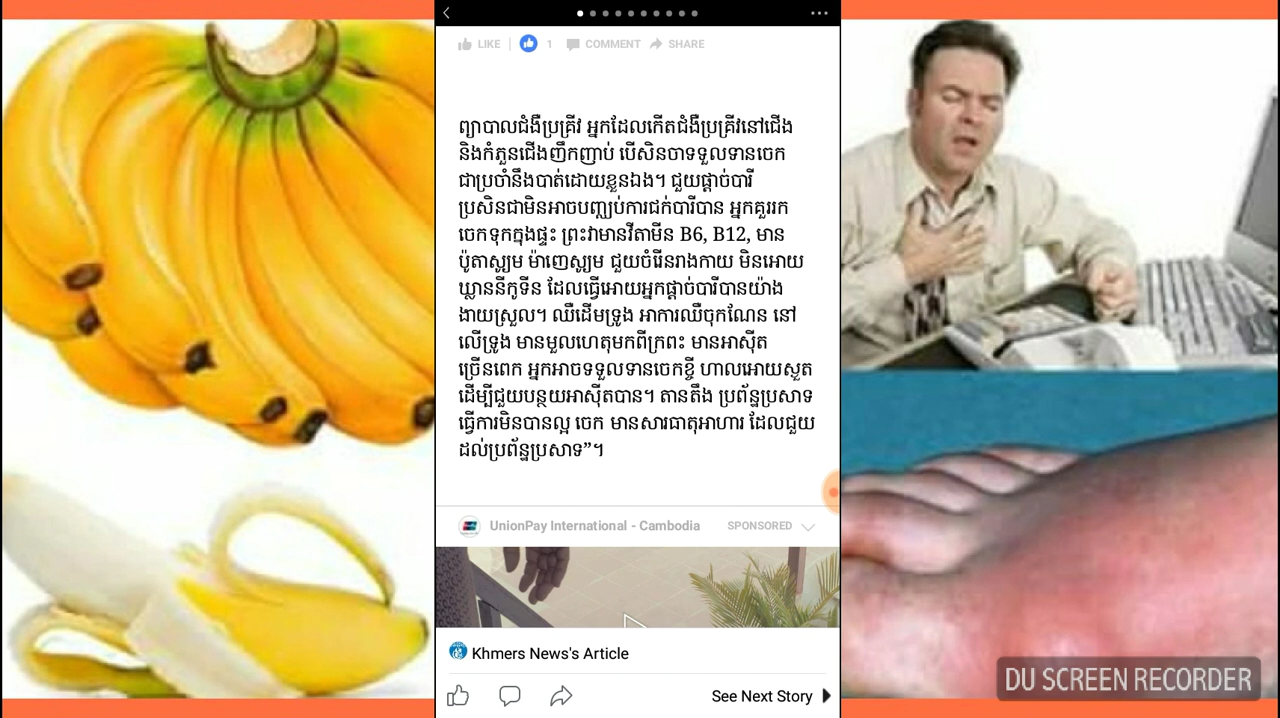 LIKE 1 COMMENT SHARE
ព្យាបាលជំងឺប្រគ្រីវ អ្នកដែលកើតជំងឺប្រគ្រីវនៅជើង
និងកំភួនជើងញឹកញាប់ បើសិនចាទទួលទានចេក
ជាប្រចាំនឹងបាត់ដោយខ្លួនឯង។ ជួយផ្តាច់បារី
ប្រសិនជាមិនអាចបញ្ឈប់ការជក់បារីបាន អ្នកគួររក
ចេកទុកក្នុងផ្ទះ ព្រះវាមានវីតាមីន B6, B12, មាន
ប៉ូតាស្យូម ម៉ាញេស្យូម ជួយចំរើនរាងកាយ មិនអោយ
ឃ្លាននីកូទីន ដែលធ្វើអោយអ្នកផ្តាច់បារីបានយ៉ាង
ងាយស្រួល។ ឈឺដើមទ្រូង អាការឈឺចុកណែន នៅ
លើទ្រូង មានមូលហេតុមកពីក្រពះ មានអាស៊ីត
ច្រើនពេក អ្នកអាចទទួលទានចេកខ្ចី ហាលអោយស្ងួត
ដើម្បីជួយបន្ថយអាស៊ីតបាន។ តានតឹង ប្រព័ន្ធប្រសាទ
ធ្វើការមិនបានល្អ ចេក មានសារធាតុអាហារ ដែលជួយ
ដល់ប្រព័ន្ធប្រសាទ”។
UnionPay International - Cambodia SPONSORED
Khmers News's Article
See Next Story
DU SCREEN RECORDER